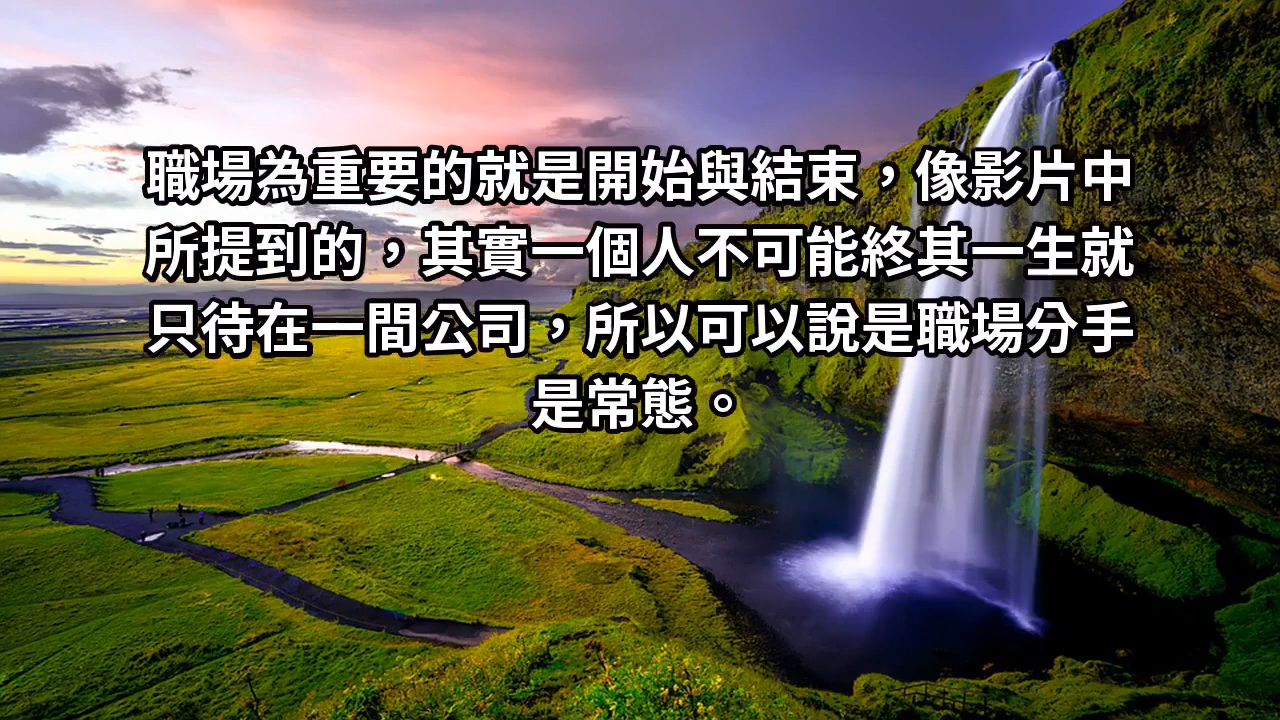 職場為重要的就是開始與結束，像影片中
所提到的，其實一個人不可能終其一生就
只待在一間公司，所以可以說是職場分手
是常態。